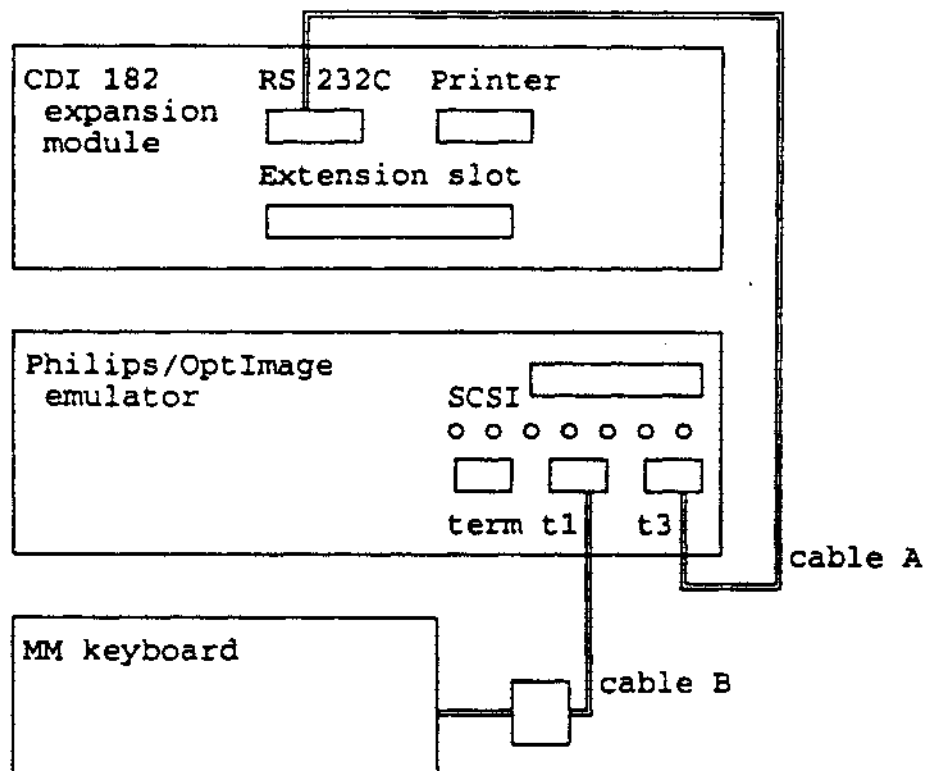 CDI 182
expansion
module
RS 232C
Printer
Extension slot
Philips/OptImage
emulator
SCSI
term
t1
t3
cable A
MM keyboard
cable B